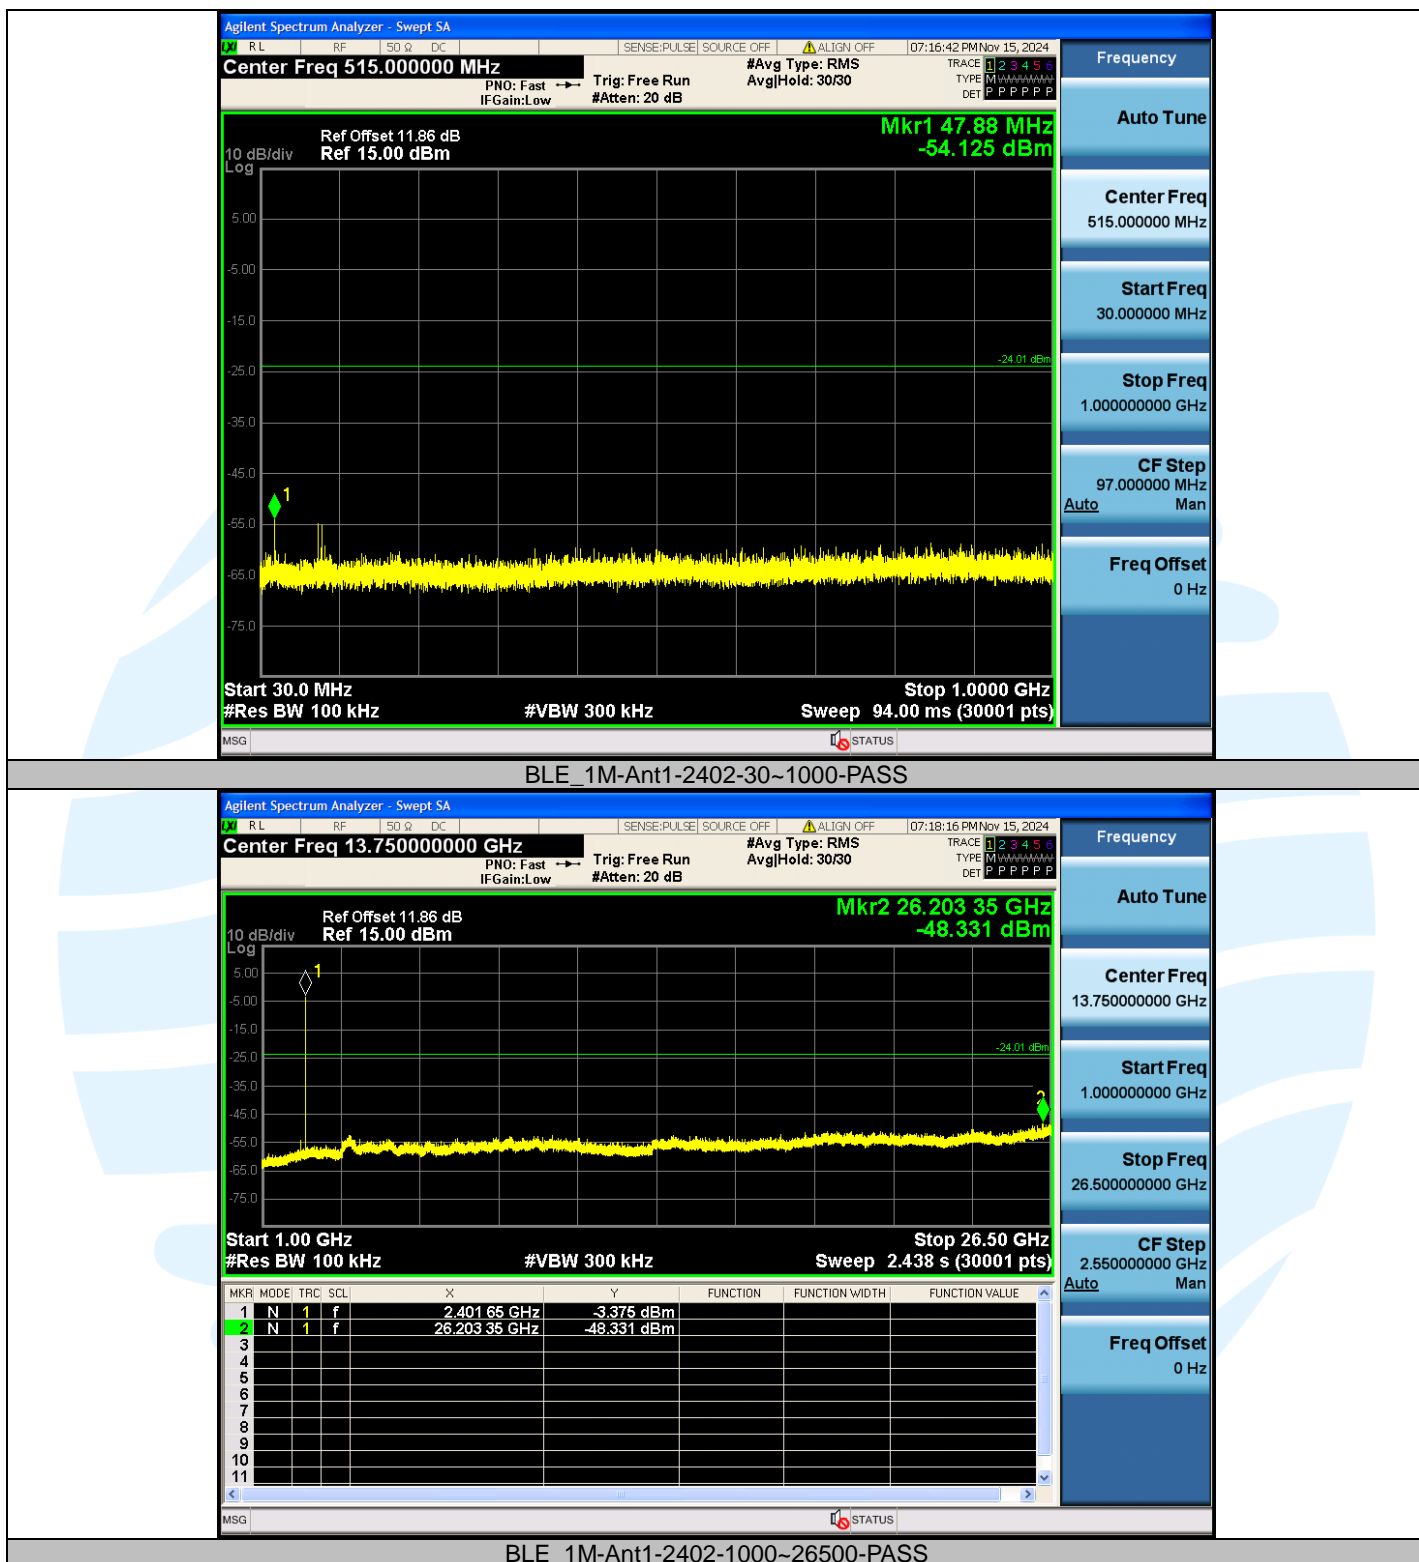 Agilent Spectrum Analyzer - Swept SA
LXI RL RF 50 Ω DC SENSE:PULSE SOURCE OFF ALIGN OFF 07:16:42 PM Nov 15, 2024
Center Freq 515.000000 MHz
PNO: Fast
IFGain:Low
Trig: Free Run
#Atten: 20 dB
#Avg Type: RMS
Avg|Hold: 30/30
TRACE 1 2 3 4 5 6
TYPE M
DET P P P P P P
Mkr1 47.88 MHz
-54.125 dBm
Ref Offset 11.86 dB
10 dB/div Ref 15.00 dBm
Log
5.00
-5.00
-15.0
-24.01 dBm
-25.0
-35.0
-45.0
1
-55.0
-65.0
-75.0
Start 30.0 MHz Stop 1.0000 GHz
#Res BW 100 kHz #VBW 300 kHz Sweep 94.00 ms (30001 pts)
MSG STATUS
Frequency
Auto Tune
Center Freq
515.000000 MHz
Start Freq
30.000000 MHz
Stop Freq
1.000000000 GHz
CF Step
97.000000 MHz
Auto Man
Freq Offset
0 Hz
BLE_1M-Ant1-2402-30~1000-PASS
Agilent Spectrum Analyzer - Swept SA
LXI RL RF 50 Ω DC SENSE:PULSE SOURCE OFF ALIGN OFF 07:18:16 PM Nov 15, 2024
Center Freq 13.750000000 GHz
PNO: Fast
IFGain:Low
Trig: Free Run
#Atten: 20 dB
#Avg Type: RMS
Avg|Hold: 30/30
TRACE 1 2 3 4 5 6
TYPE M
DET P P P P P P
Mkr2 26.203 35 GHz
-48.331 dBm
Ref Offset 11.86 dB
10 dB/div Ref 15.00 dBm
Log
1
5.00
-5.00
-15.0
-24.01 dBm
-25.0
-35.0
2
-45.0
-55.0
-65.0
-75.0
Start 1.00 GHz Stop 26.50 GHz
#Res BW 100 kHz #VBW 300 kHz Sweep 2.438 s (30001 pts)
MKR MODE TRC SCL X Y FUNCTION FUNCTION WIDTH FUNCTION VALUE
1 N 1 f 2.401 65 GHz -3.375 dBm
2 N 1 f 26.203 35 GHz -48.331 dBm
3
4
5
6
7
8
9
10
11
MSG STATUS
Frequency
Auto Tune
Center Freq
13.750000000 GHz
Start Freq
1.000000000 GHz
Stop Freq
26.500000000 GHz
CF Step
2.550000000 GHz
Auto Man
Freq Offset
0 Hz
BLE_1M-Ant1-2402-1000~26500-PASS